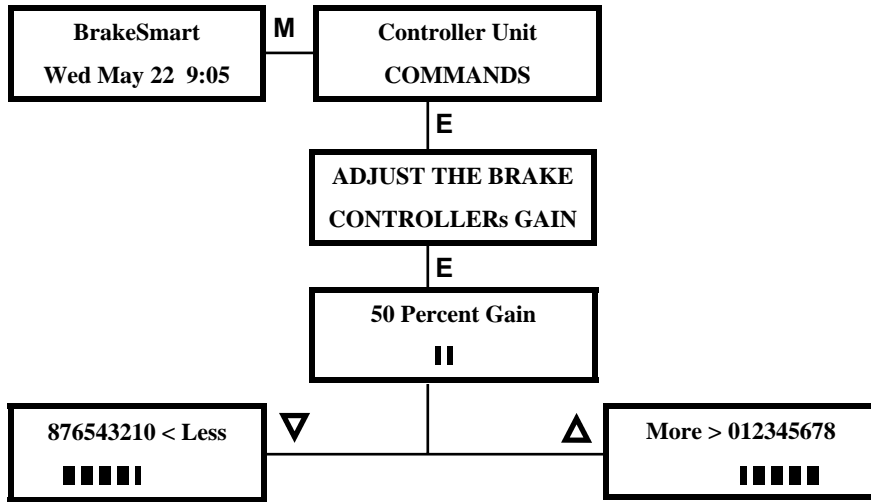 BrakeSmart
Wed May 22 9:05
M
Controller Unit
COMMANDS
E
ADJUST THE BRAKE
CONTROLLERs GAIN
E
50 Percent Gain
876543210 < Less
More > 012345678